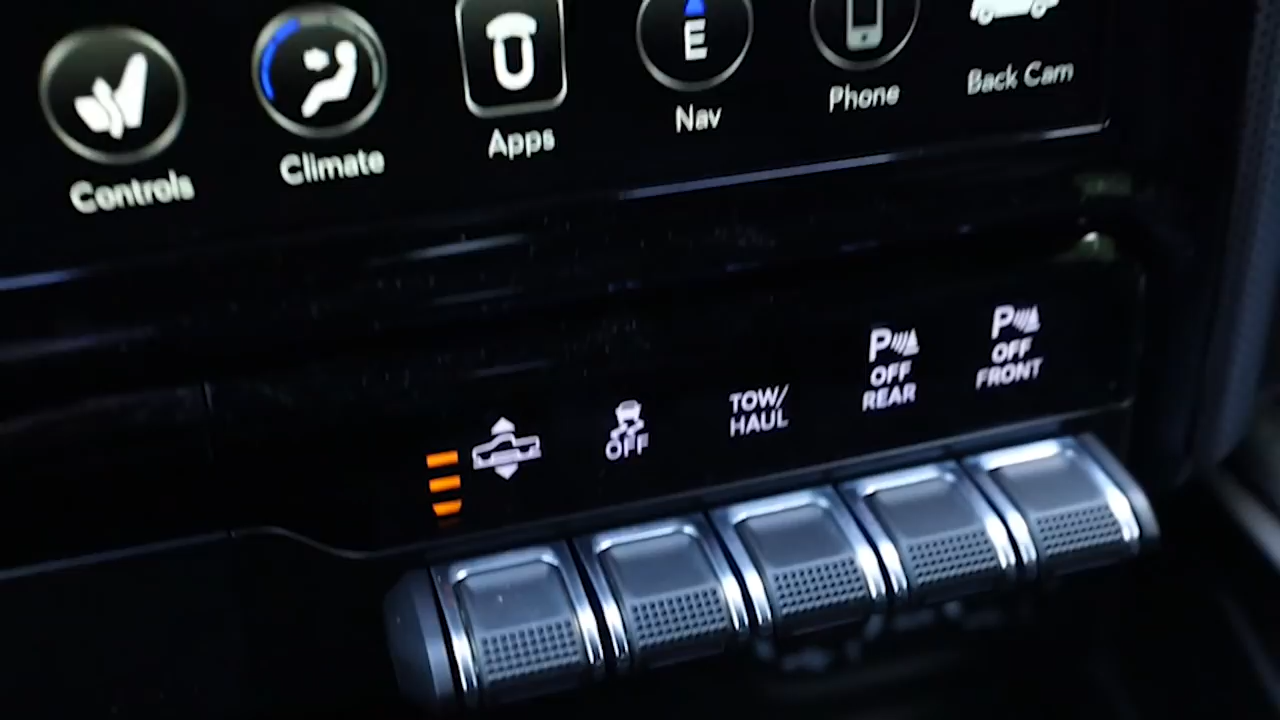 E
Controls
Climate
Apps
Nav
Phone
Back Cam
OFF
TOW/
HAUL
P
OFF
REAR
P
OFF
FRONT